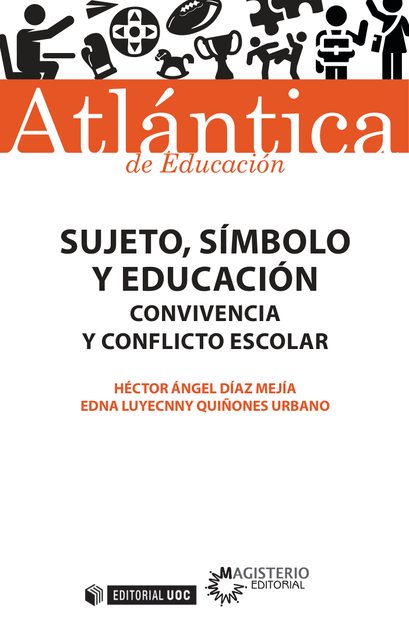 Atlántica
de Educación
SUJETO, SÍMBOLO
Y EDUCACIÓN
CONVIVENCIA
Y CONFLICTO ESCOLAR
HÉCTOR ÁNGEL DÍAZ MEJÍA
EDNA LUYECNNY QUIÑONES URBANO
EDITORIAL UOC
MAGISTERIO
EDITORIAL